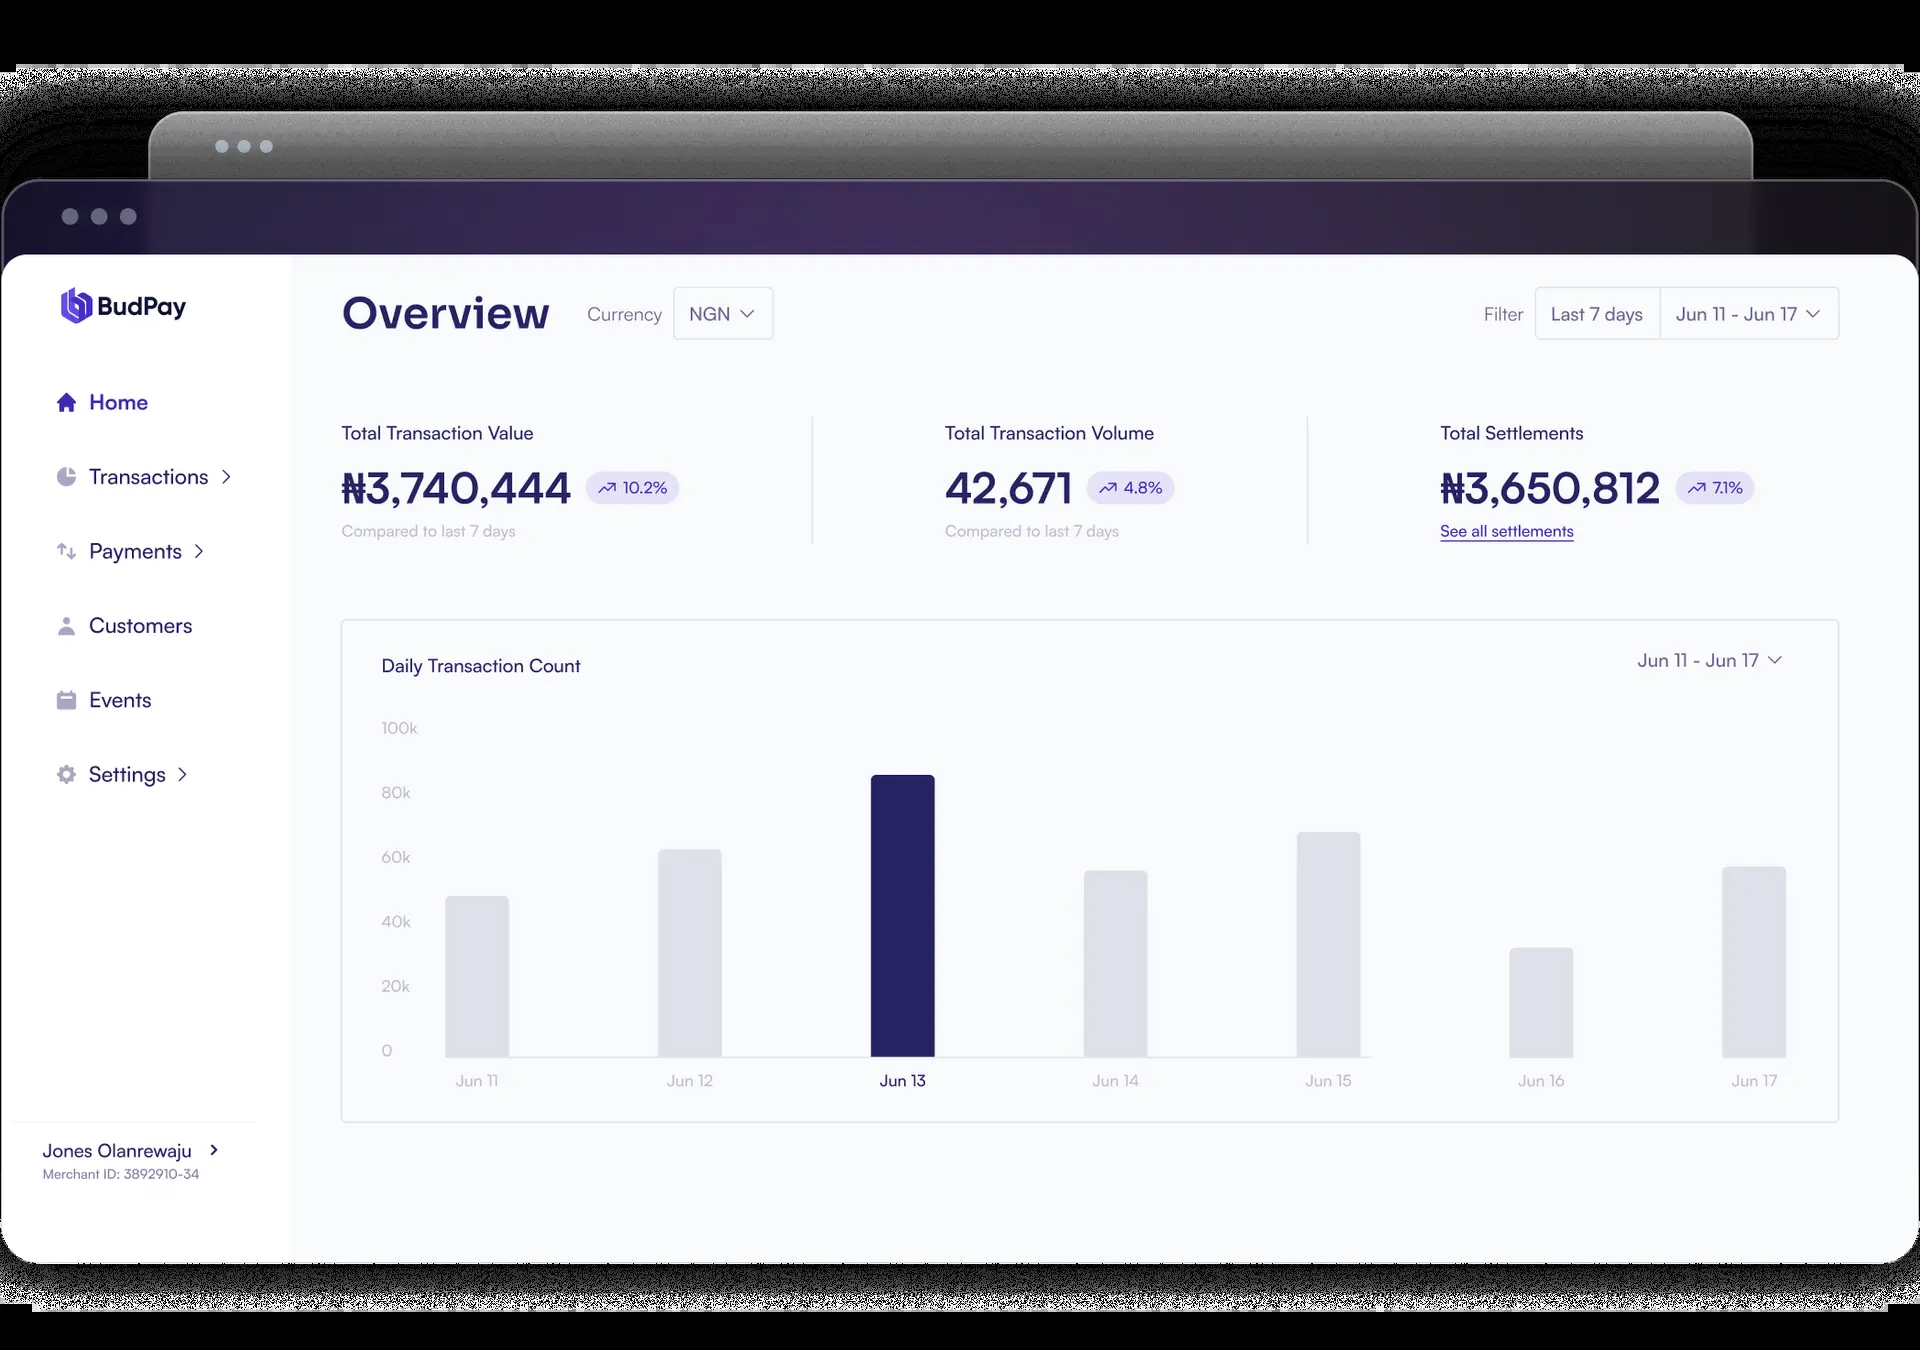 BudPay
Home
Transactions
Payments
Customers
Events
Settings
Jones Olanrewaju
Merchant ID: 3892910-34
Overview
Currency NGN
Filter Last 7 days Jun 11 - Jun 17
Total Transaction Value
₦3,740,444 10.2%
Compared to last 7 days
Total Transaction Volume
42,671 4.8%
Compared to last 7 days
Total Settlements
₦3,650,812 7.1%
See all settlements
Daily Transaction Count
Jun 11 - Jun 17
100k
80k
60k
40k
20k
0
Jun 11 Jun 12 Jun 13 Jun 14 Jun 15 Jun 16 Jun 17